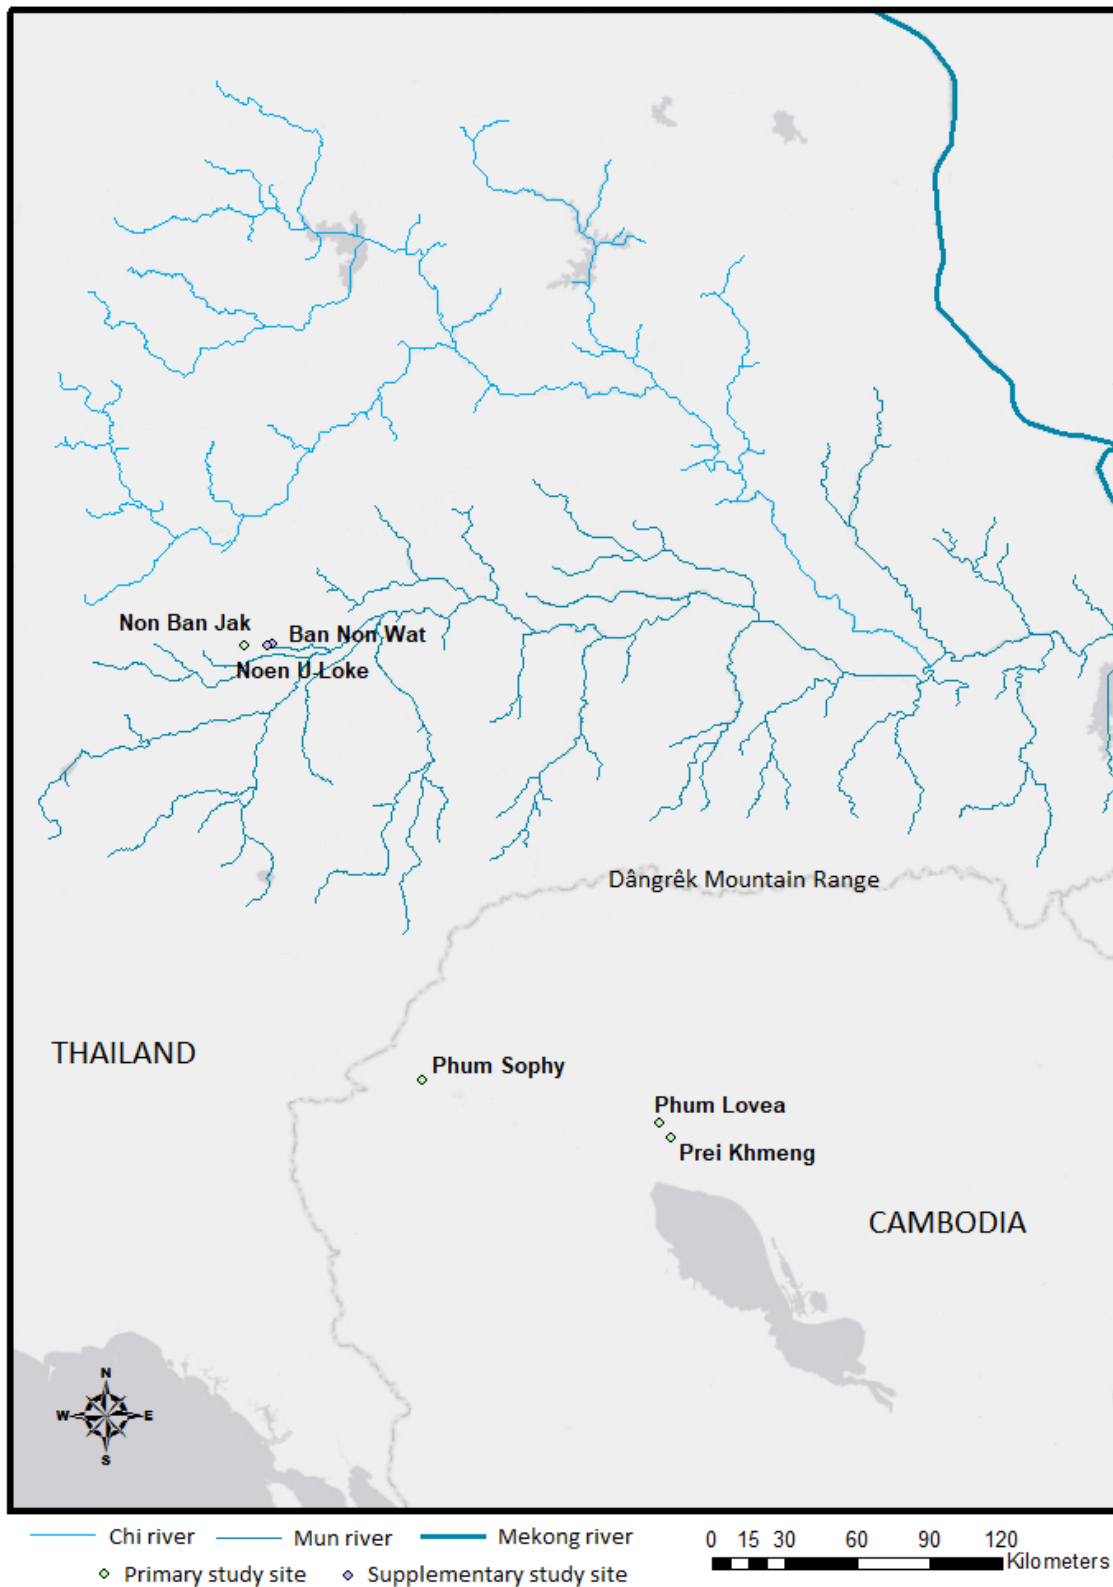 Non Ban Jak
Ban Non Wat
Noen U-Loke
Dângrêk Mountain Range
THAILAND
Phum Sophy
Phum Lovea
Prei Khmeng
CAMBODIA
N
W E
S
Chi river Mun river Mekong river
Primary study site Supplementary study site
0 15 30 60 90 120
Kilometers